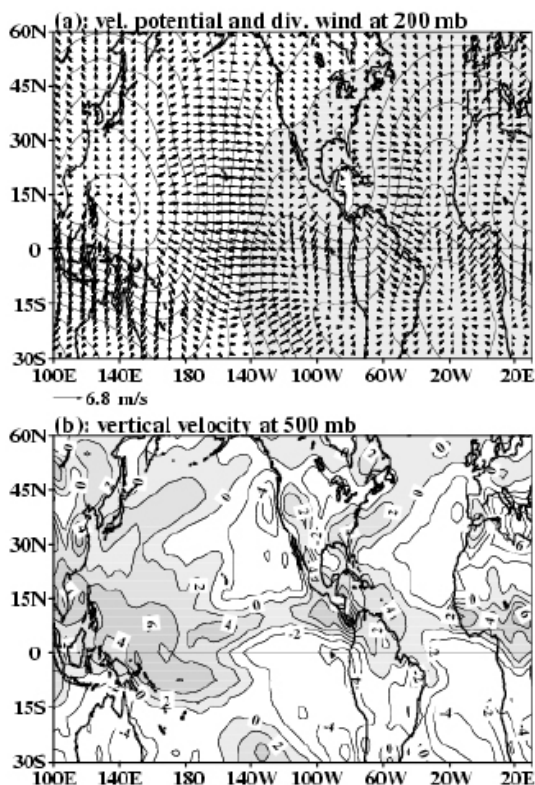 (a): vel. potential and div. wind at 200 mb
60N
45N
30N
15N
0
15S
30S
100E 140E 180 140W 100W 60W 20W 20E
6.8 m/s
(b): vertical velocity at 500 mb
60N
45N
30N
15N
0
15S
30S
100E 140E 180 140W 100W 60W 20W 20E